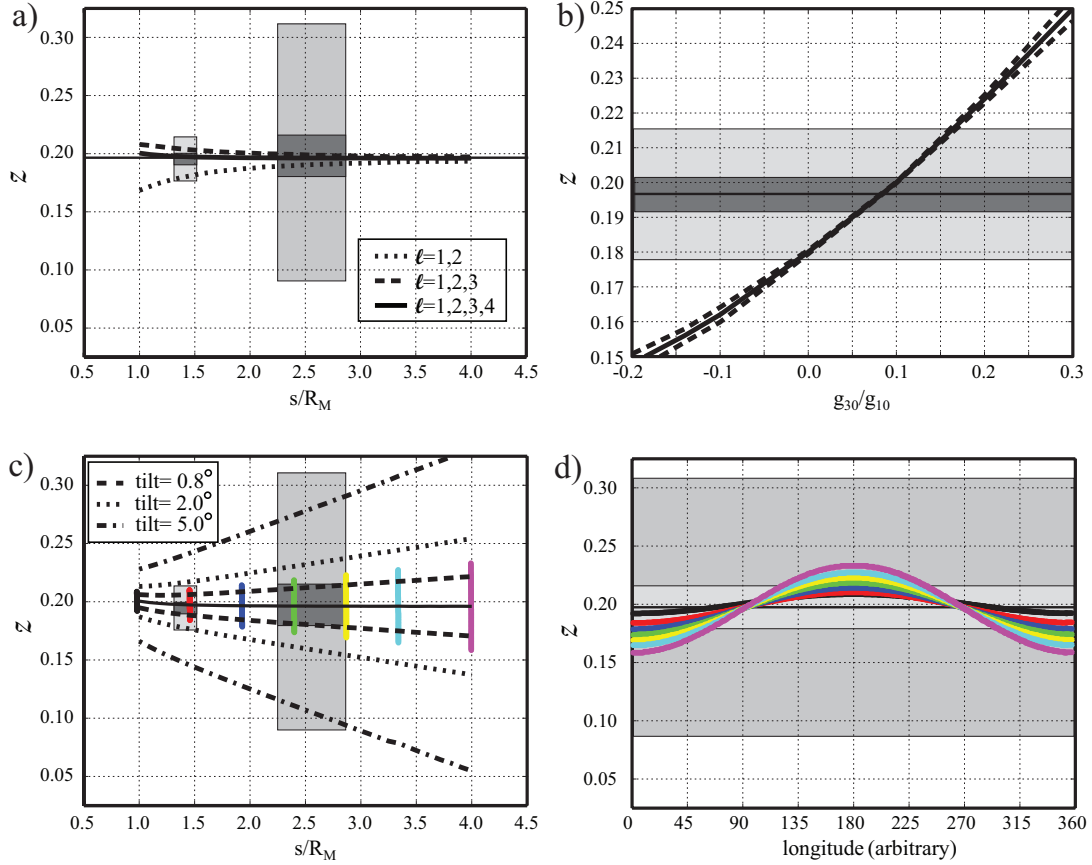 a)
0.30
0.25
0.20
0.15
0.10
0.05
z
ℓ=1,2
ℓ=1,2,3
ℓ=1,2,3,4
0.5 1.0 1.5 2.0 2.5 3.0 3.5 4.0 4.5
s/R_M
b)
0.25
0.24
0.23
0.22
0.21
0.20
0.19
0.18
0.17
0.16
0.15
z
-0.2 -0.1 0.0 0.1 0.2 0.3
g₃₀/g₁₀
c)
tilt= 0.8°
tilt= 2.0°
tilt= 5.0°
0.30
0.25
0.20
0.15
0.10
0.05
z
0.5 1.0 1.5 2.0 2.5 3.0 3.5 4.0 4.5
s/R_M
d)
0.30
0.25
0.20
0.15
0.10
0.05
z
0 45 90 135 180 225 270 315 360
longitude (arbitrary)